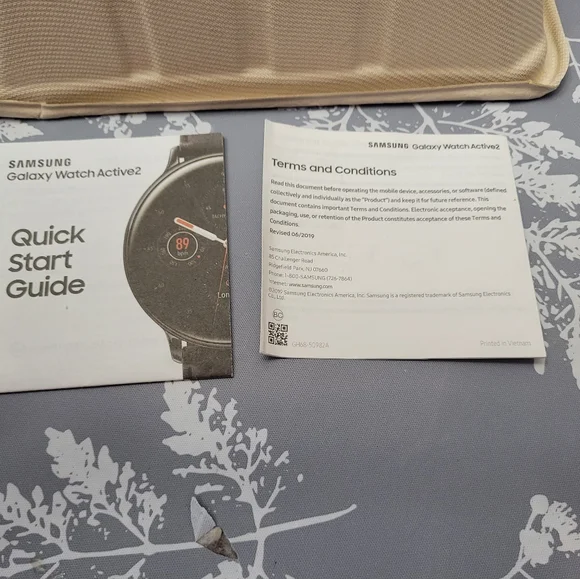 SAMSUNG
Galaxy Watch Active2
Quick
Start
Guide
89
SAMSUNG Galaxy Watch Active2
Terms and Conditions
Read this document before operating the mobile device, accessories, or software (defined
collectively and individually as the "Product") and keep it for future reference. This
document contains important Terms and Conditions. Electronic acceptance, opening the
packaging, use, or retention of the Product constitutes acceptance of these Terms and
Conditions.
Revised 06/2019
Samsung Electronics America, Inc.
85 Challenger Road
Ridgefield Park, NJ 07660
Phone: 1-800-SAMSUNG (726-7864)
www.samsung.com
©2019 Samsung Electronics America, Inc. Samsung is a registered trademark of Samsung Electronics
Co., Ltd.
Printed in Vietnam